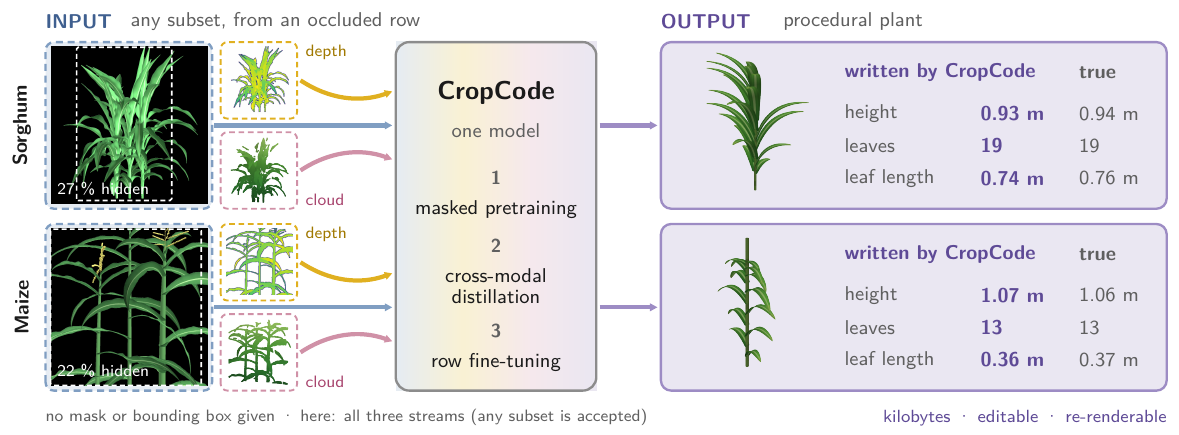 INPUT any subset, from an occluded row
OUTPUT procedural plant
Sorghum
27 % hidden
depth
cloud
Maize
22 % hidden
depth
cloud
CropCode
one model
1
masked pretraining
2
cross-modal
distillation
3
row fine-tuning
written by CropCode true
height 0.93 m 0.94 m
leaves 19 19
leaf length 0.74 m 0.76 m
written by CropCode true
height 1.07 m 1.06 m
leaves 13 13
leaf length 0.36 m 0.37 m
no mask or bounding box given · here: all three streams (any subset is accepted)
kilobytes · editable · re-renderable